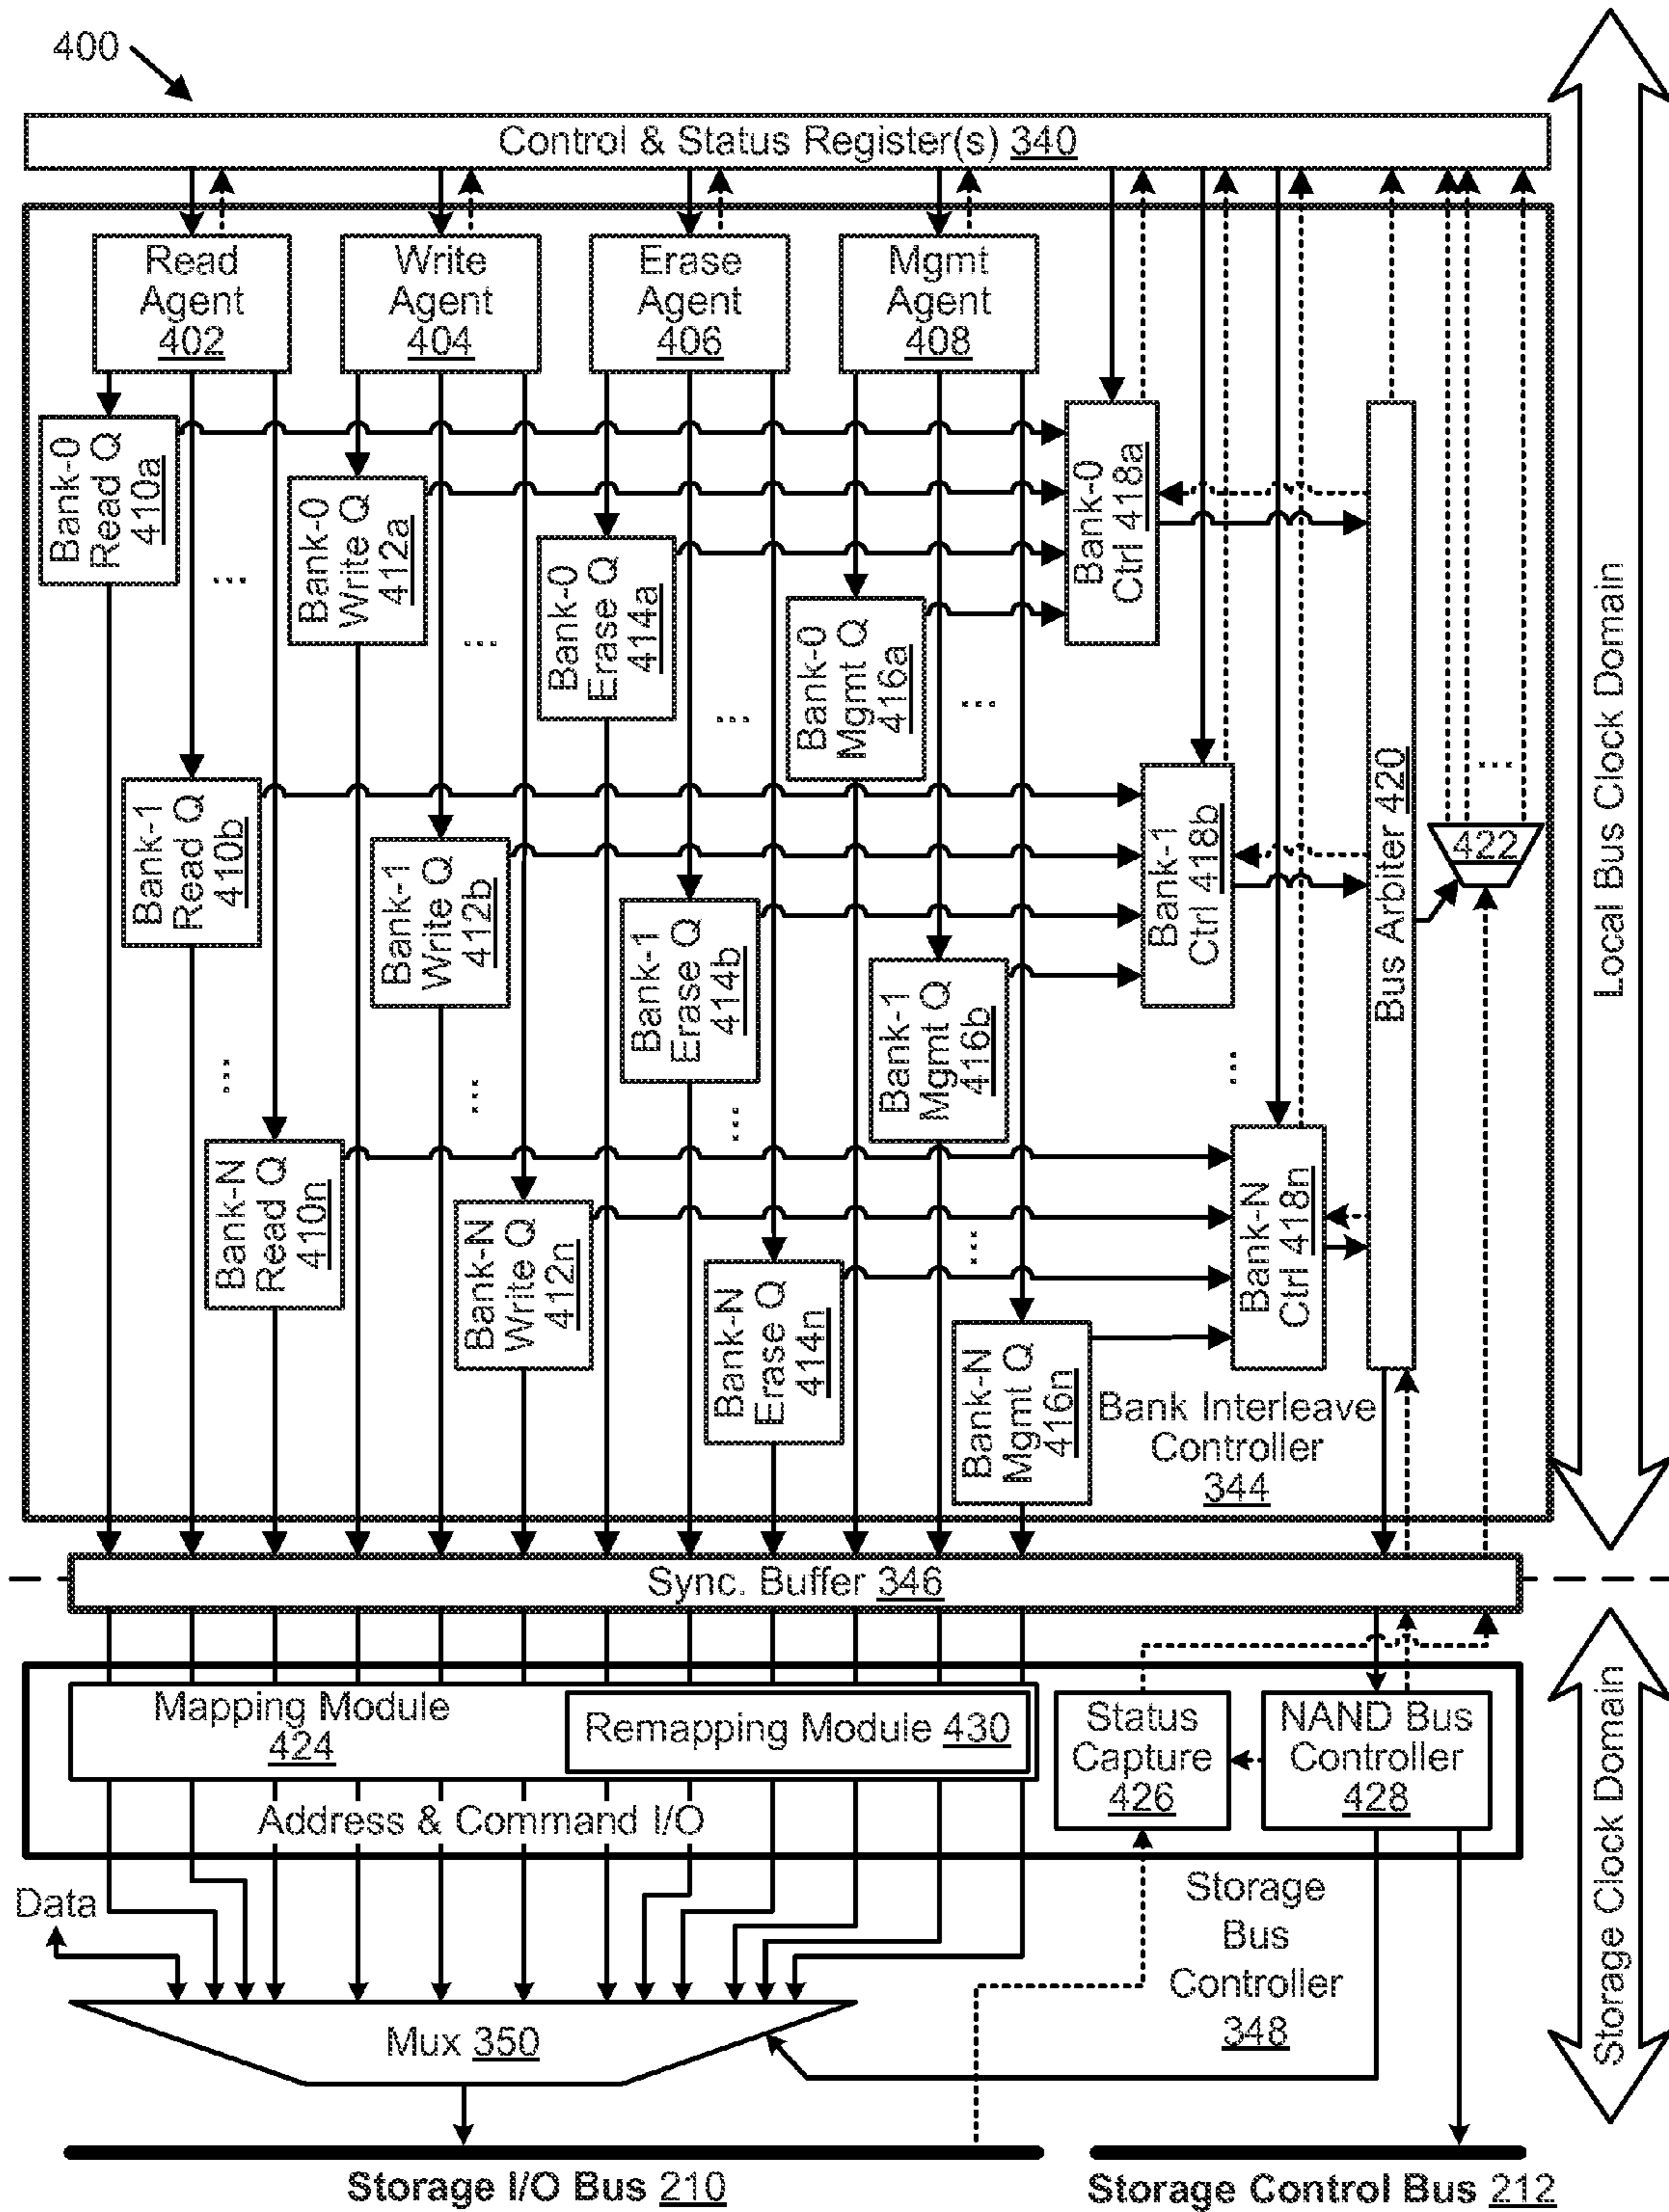 400
Control & Status Register(s) 340
Read
Agent
402
Write
Agent
404
Erase
Agent
406
Mgmt
Agent
408
Bank-0
Read Q
410a
...
Bank-0
Write Q
412a
...
Bank-0
Erase Q
414a
...
Bank-0
Mgmt Q
416a
...
Bank-0
Ctrl 418a
Bank-1
Read Q
410b
...
Bank-1
Write Q
412b
...
Bank-1
Erase Q
414b
...
Bank-1
Mgmt Q
416b
...
Bank-1
Ctrl 418b
...
Bank-N
Read Q
410n
Bank-N
Write Q
412n
Bank-N
Erase Q
414n
Bank-N
Mgmt Q
416n
Bank-N
Ctrl 418n
Bus Arbiter 420
...
422
Bank Interleave
Controller
344
Local Bus Clock Domain
Sync. Buffer 346
Mapping Module
424
Remapping Module 430
Address & Command I/O
Status
Capture
426
NAND Bus
Controller
428
Storage
Bus
Controller
348
Storage Clock Domain
Data
Mux 350
Storage I/O Bus 210
Storage Control Bus 212